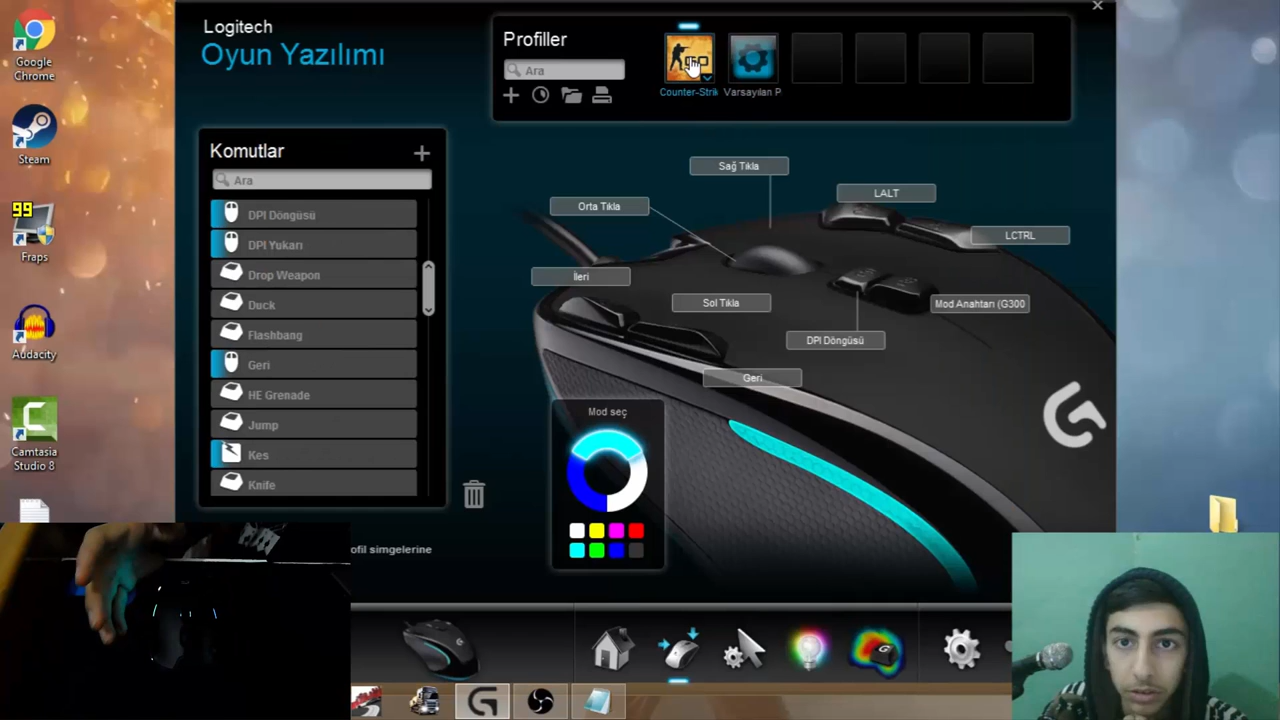 Google
Chrome
Steam
99
Fraps
Audacity
Camtasia
Studio 8
Logitech
Oyun Yazılımı
Profiller
Ara
Counter-Strik
Varsayılan P
Komutlar
Ara
DPI Döngüsü
DPI Yukarı
Drop Weapon
Duck
Flashbang
Geri
HE Grenade
Jump
Kes
Knife
Sağ Tıkla
Orta Tıkla
LALT
LCTRL
İleri
Sol Tıkla
Mod Anahtarı (G300
DPI Döngüsü
Geri
Mod seç
ofil simgelerine